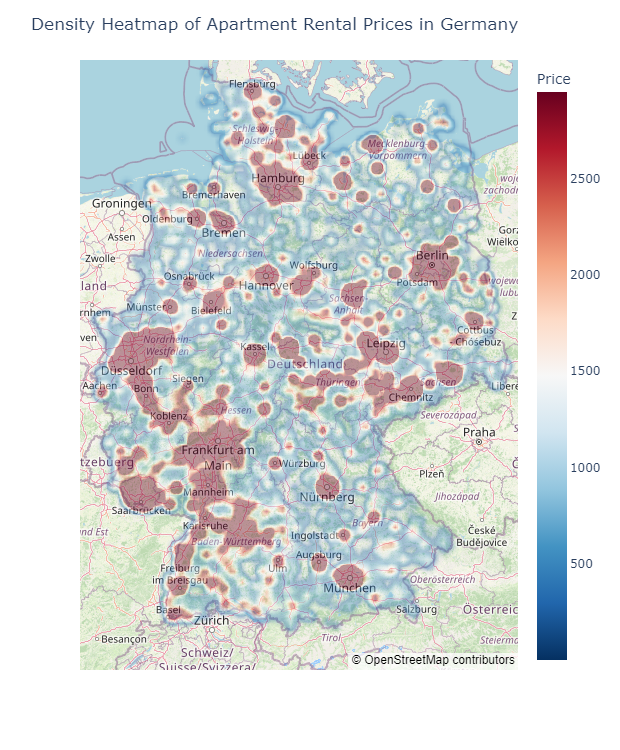 Density Heatmap of Apartment Rental Prices in Germany
Price
2500
2000
1500
1000
500
Flensburg
Schleswig-
Holstein
Lübeck
Mecklenburg-
Vorpommern
Hamburg
Bremerhaven
Groningen
Oldenburg
Bremen
Assen
Zwolle
Niedersachsen
Berlin
Potsdam
Wolfsburg
Osnabrück
Hannover
Münster
Bielefeld
Sachsen-
Anhalt
Cottbus
- Chóśebuz
Nordrhein-
Westfalen
Kassel
Leipzig
Deutschland
Düsseldorf
Siegen
Thüringen
Sachsen
Aachen
Bonn
Chemnitz
Koblenz
Hessen
Severozápad
Praha
Frankfurt am
Main
Würzburg
Plzeň
Mannheim
Nürnberg
Jihozápad
Saarbrücken
Karlsruhe
Bayern
České
Budějovice
Baden-Württemberg
Ingolstadt
Augsburg
Ulm
Freiburg
im Breisgau
München
Oberösterreich
Basel
Zürich
Salzburg
Besançon
Tirol
Schweiz/
Suisse/Svizzera/
© OpenStreetMap contributors